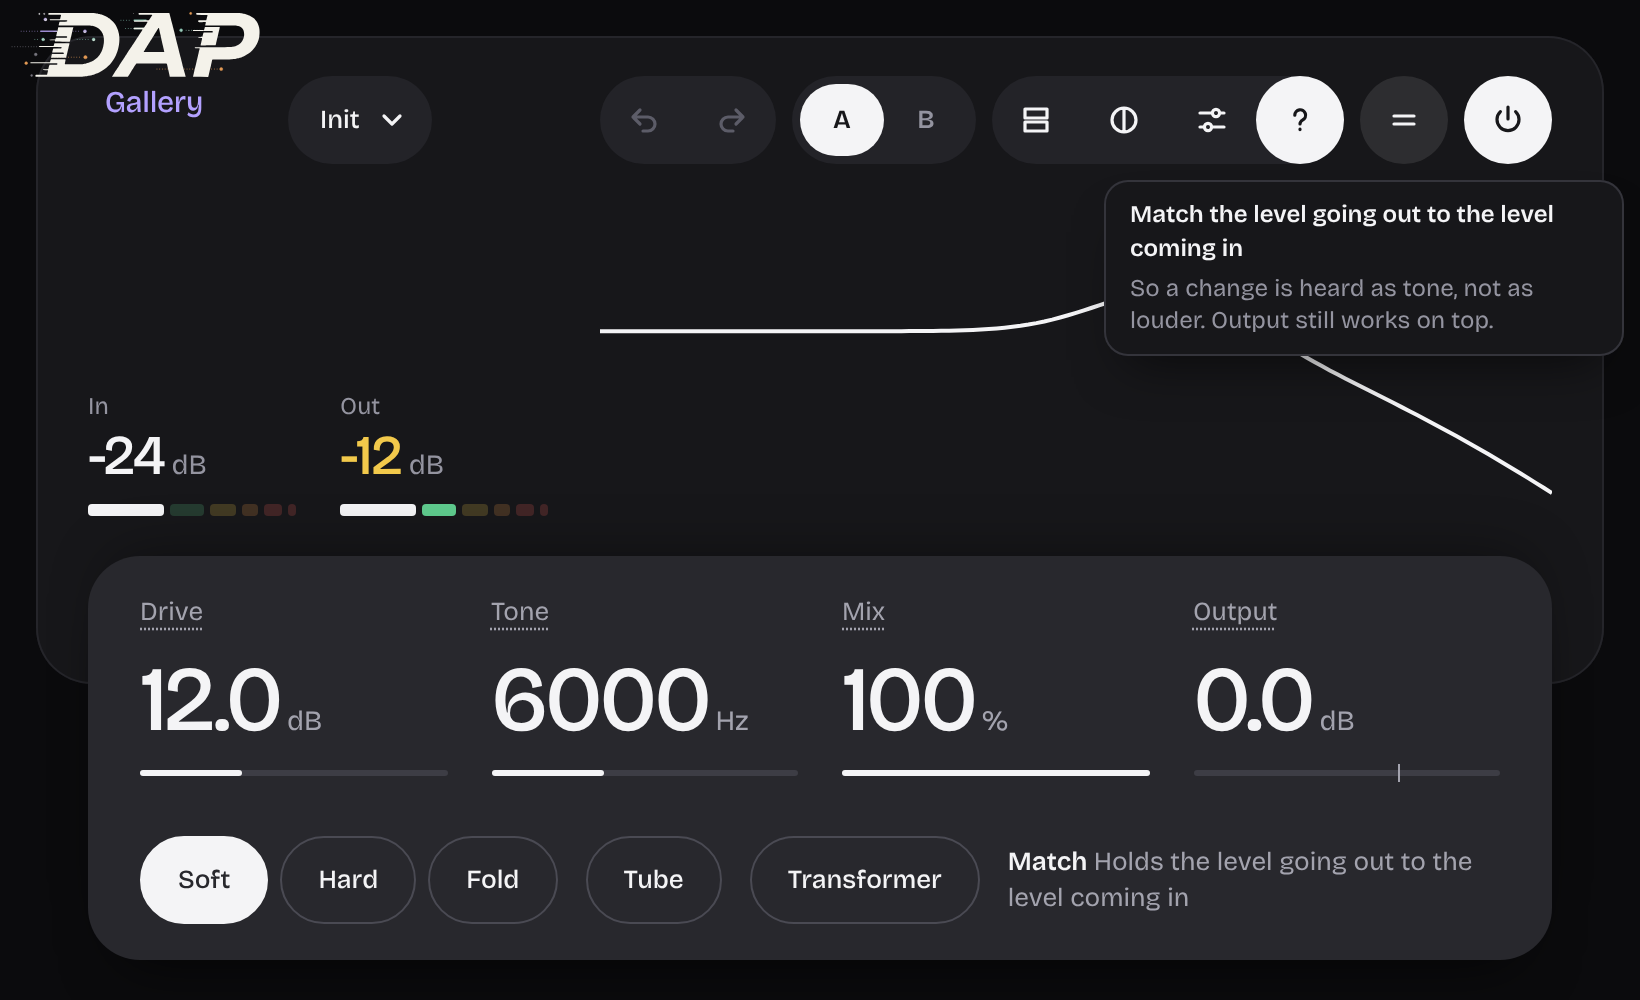 DAP
Gallery
Init
A
B
?
Match the level going out to the level
coming in
So a change is heard as tone, not as
louder. Output still works on top.
In
Out
-24 dB
-12 dB
Drive
Tone
Mix
Output
12.0 dB
6000 Hz
100 %
0.0 dB
Soft
Hard
Fold
Tube
Transformer
Match Holds the level going out to the
level coming in